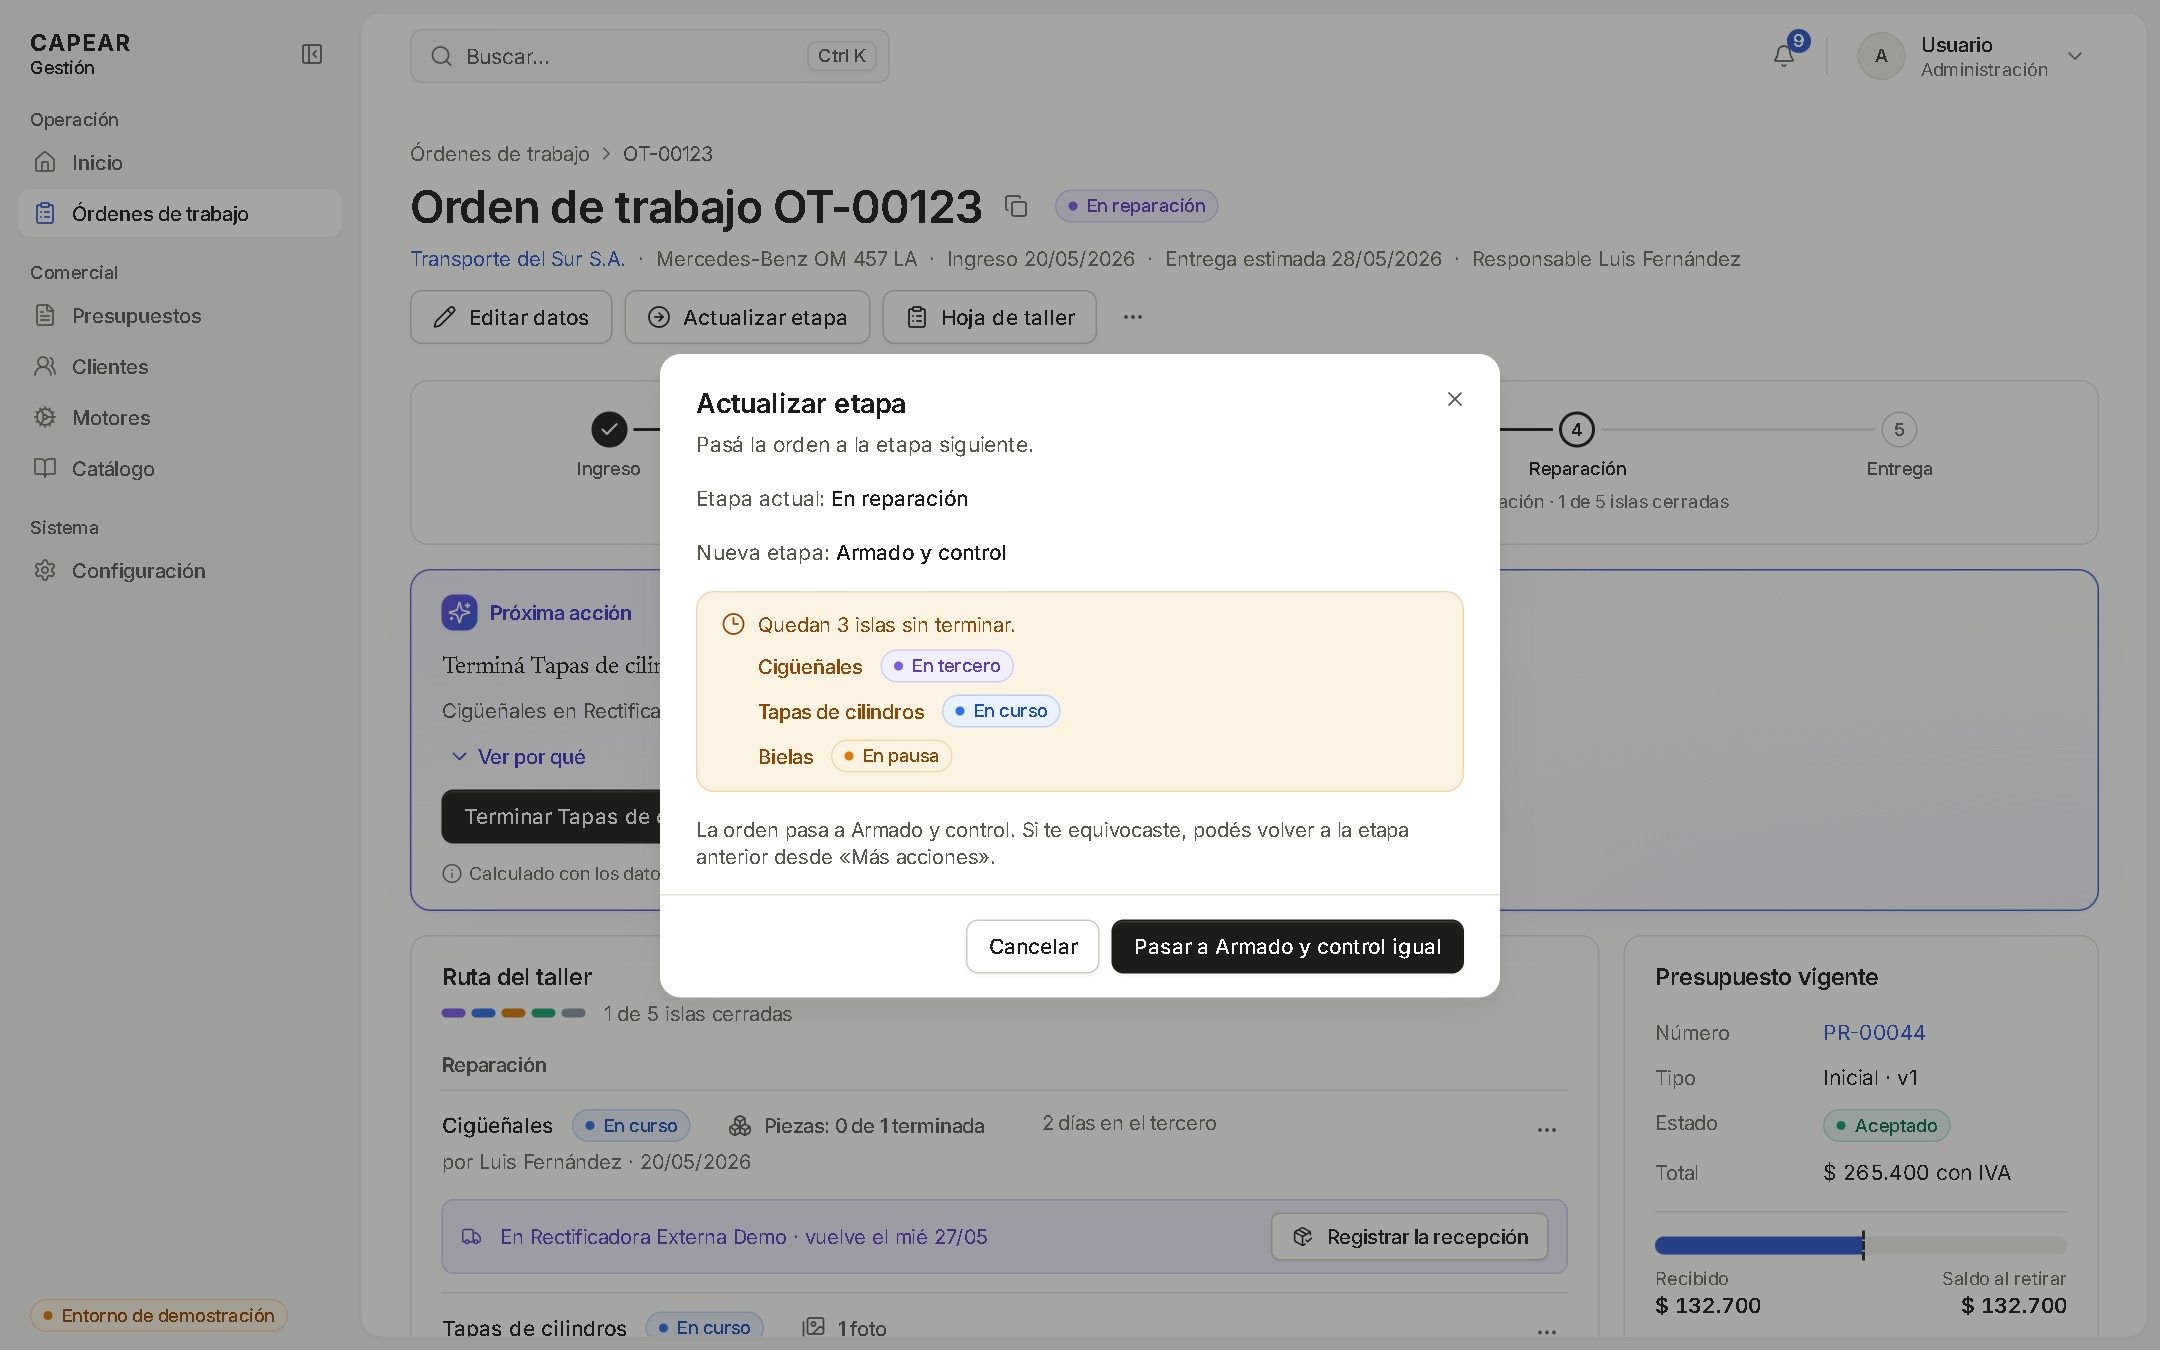 CAPEAR
Gestión
Operación
Inicio
Órdenes de trabajo
Comercial
Presupuestos
Clientes
Motores
Catálogo
Sistema
Configuración
Entorno de demostración
Buscar...
Ctrl K
9
A
Usuario
Administración
Órdenes de trabajo > OT-00123
Orden de trabajo OT-00123
En reparación
Transporte del Sur S.A. · Mercedes-Benz OM 457 LA · Ingreso 20/05/2026 · Entrega estimada 28/05/2026 · Responsable Luis Fernández
Editar datos
Actualizar etapa
Hoja de taller
Ingreso
4
Reparación
ación · 1 de 5 islas cerradas
5
Entrega
Próxima acción
Terminá Tapas de cilin
Cigüeñales en Rectifica
Ver por qué
Terminar Tapas de
Calculado con los dato
Actualizar etapa
Pasá la orden a la etapa siguiente.
Etapa actual: En reparación
Nueva etapa: Armado y control
Quedan 3 islas sin terminar.
Cigüeñales En tercero
Tapas de cilindros En curso
Bielas En pausa
La orden pasa a Armado y control. Si te equivocaste, podés volver a la etapa
anterior desde «Más acciones».
Cancelar
Pasar a Armado y control igual
Ruta del taller
1 de 5 islas cerradas
Reparación
Cigüeñales En curso Piezas: 0 de 1 terminada 2 días en el tercero
por Luis Fernández · 20/05/2026
En Rectificadora Externa Demo · vuelve el mié 27/05
Registrar la recepción
Tapas de cilindros En curso 1 foto
Presupuesto vigente
Número PR-00044
Tipo Inicial · v1
Estado Aceptado
Total $ 265.400 con IVA
Recibido Saldo al retirar
$ 132.700 $ 132.700